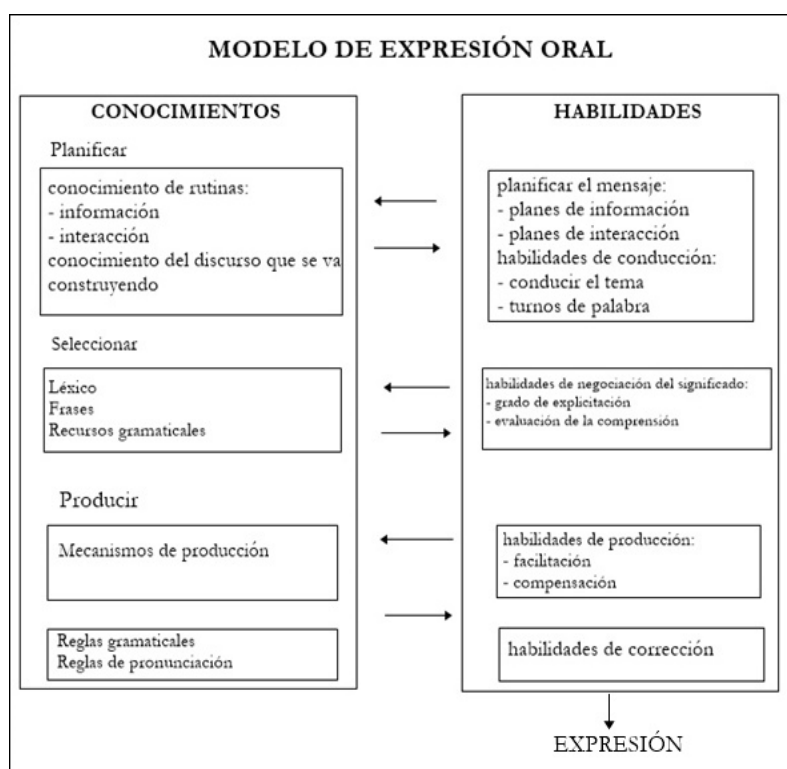 MODELO DE EXPRESIÓN ORAL
CONOCIMIENTOS
Planificar
conocimiento de rutinas:
- información
- interacción
conocimiento del discurso que se va
construyendo
Seleccionar
Léxico
Frases
Recursos gramaticales
Producir
Mecanismos de producción
Reglas gramaticales
Reglas de pronunciación
HABILIDADES
planificar el mensaje:
- planes de información
- planes de interacción
habilidades de conducción:
- conducir el tema
- turnos de palabra
habilidades de negociación del significado:
- grado de explicitación
- evaluación de la comprensión
habilidades de producción:
- facilitación
- compensación
habilidades de corrección
EXPRESIÓN